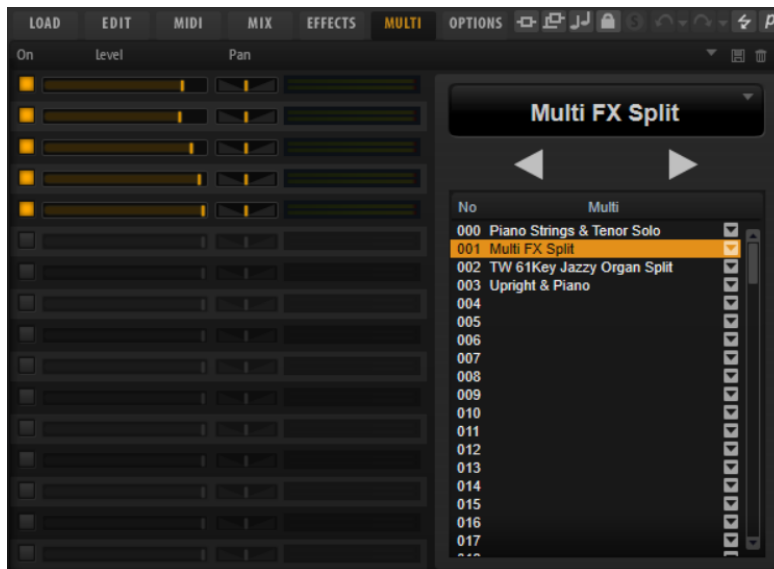 LOAD EDIT MIDI MIX EFFECTS MULTI OPTIONS
On Level Pan
Multi FX Split
No Multi
000 Piano Strings & Tenor Solo
001 Multi FX Split
002 TW 61Key Jazzy Organ Split
003 Upright & Piano
004
005
006
007
008
009
010
011
012
013
014
015
016
017